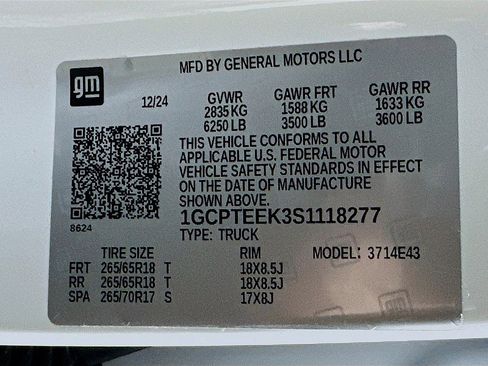 MFD BY GENERAL MOTORS LLC
gm
12/24 GVWR GAWR FRT GAWR RR
2835 KG 1588 KG 1633 KG
6250 LB 3500 LB 3600 LB
THIS VEHICLE CONFORMS TO ALL
APPLICABLE U.S. FEDERAL MOTOR
VEHICLE SAFETY STANDARDS IN EFFECT
ON THE DATE OF MANUFACTURE
SHOWN ABOVE.
8624
1GCPTEEK3S1118277
TYPE: TRUCK
TIRE SIZE RIM MODEL: 3714E43
FRT 265/65R18 T 18X8.5J
RR 265/65R18 T 18X8.5J
SPA 265/70R17 S 17X8J